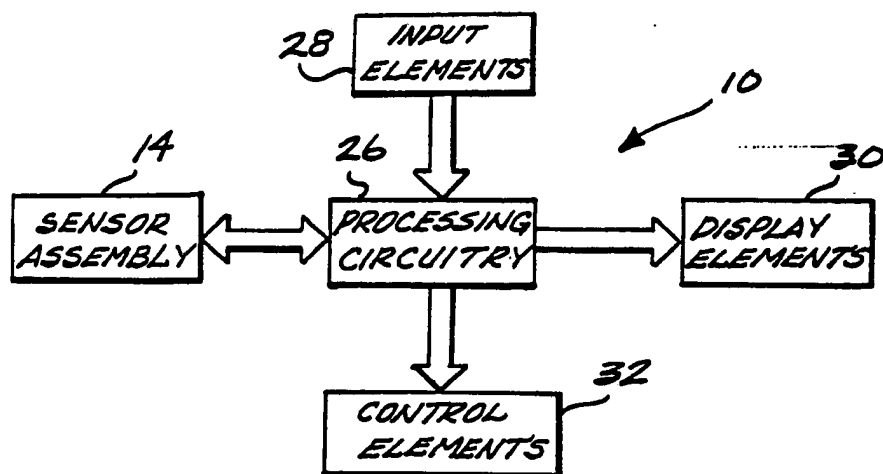 28
INPUT
ELEMENTS
10
14
26
30
SENSOR
ASSEMBLY
PROCESSING
CIRCUITRY
DISPLAY
ELEMENTS
32
CONTROL
ELEMENTS